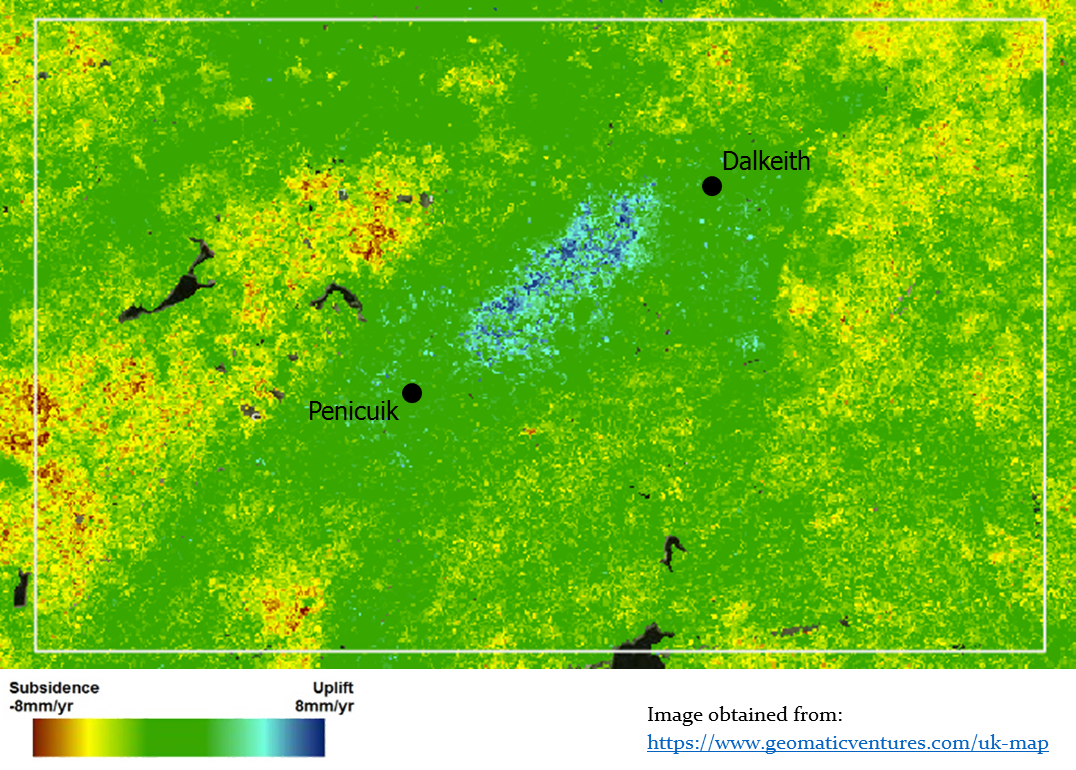 Dalkeith
Penicuik
Subsidence
-8mm/yr
Uplift
8mm/yr
Image obtained from:
https://www.geomaticventures.com/uk-map